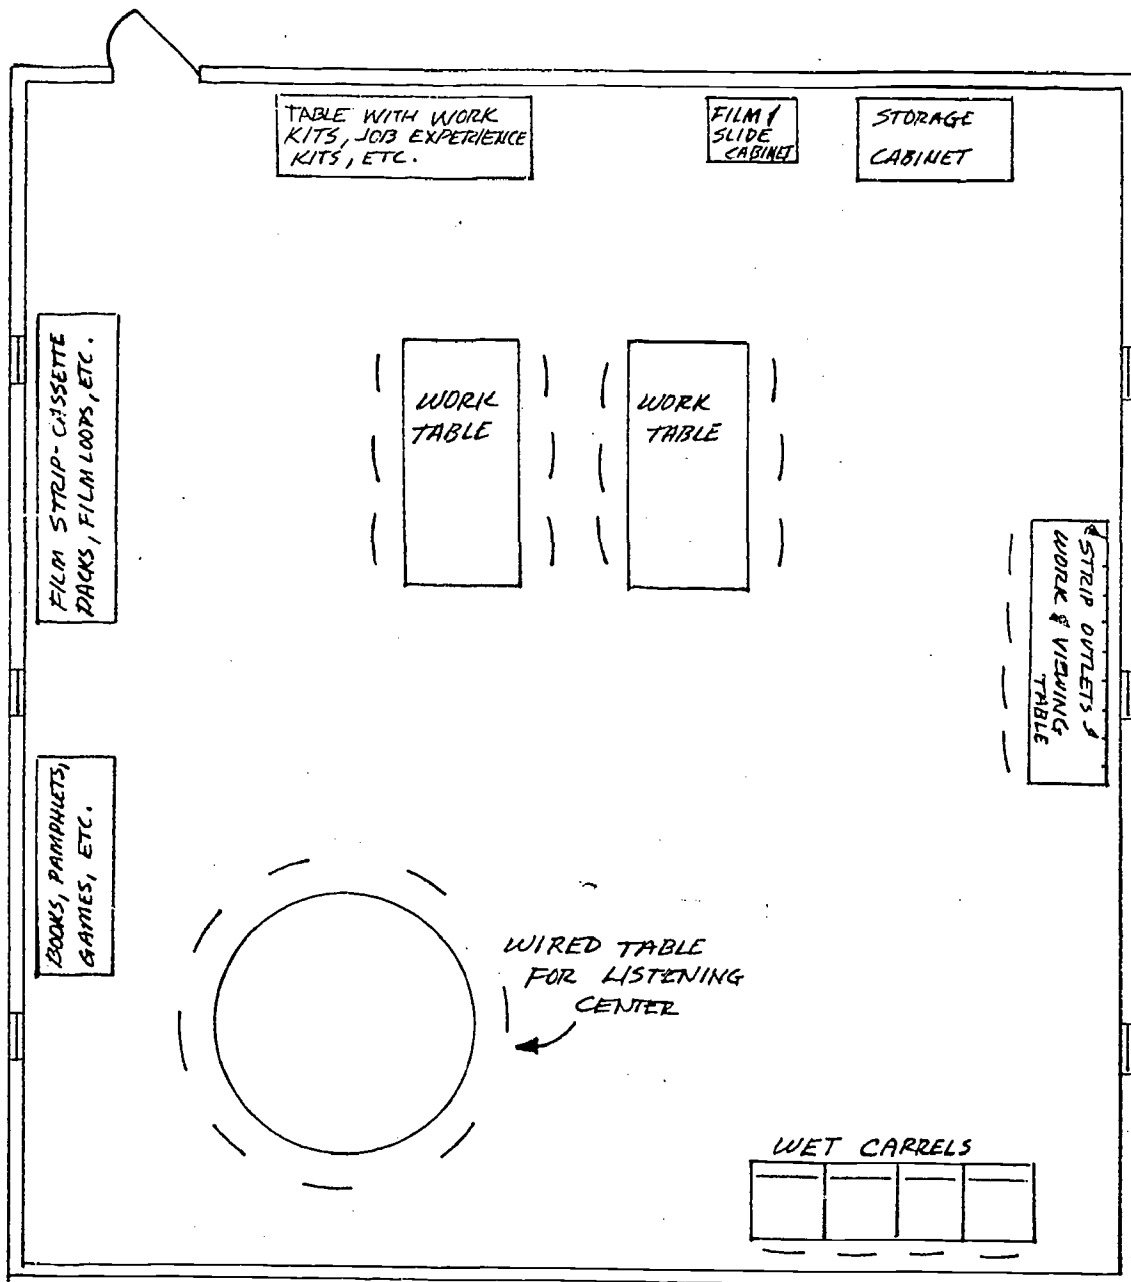 TABLE WITH WORK
KITS, JOB EXPERIENCE
KITS, ETC.
FILM &
SLIDE
CABINET
STORAGE
CABINET
FILM STRIP-CASSETTE
PACKS, FILM LOOPS, ETC.
WORK
TABLE
WORK
TABLE
STRIP OUTLETS &
WORK & VIEWING
TABLE
BOOKS, PAMPHLETS,
GAMES, ETC.
WIRED TABLE
FOR LISTENING
CENTER
WET CARRELS